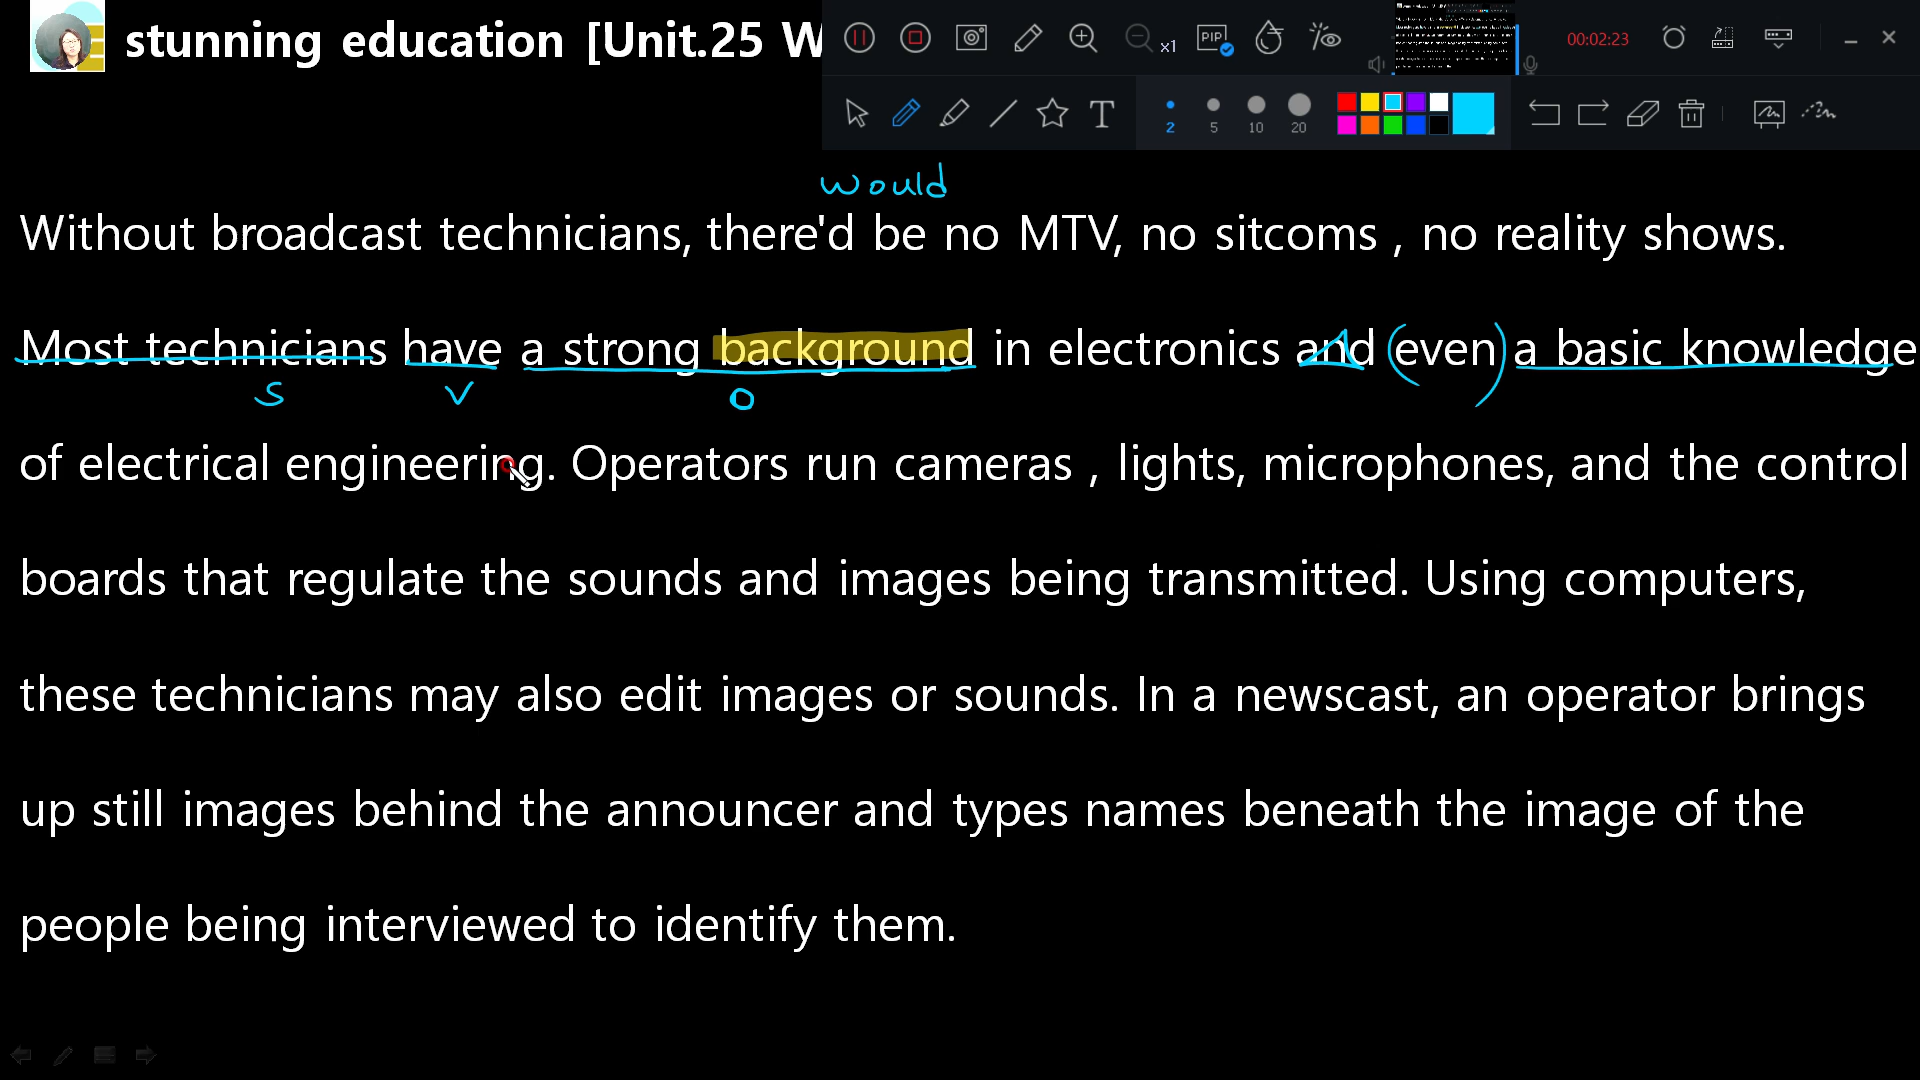 stunning education [Unit.25 W
x1
PIP
00:02:23
T
2 5 10 20
would
Without broadcast technicians, there'd be no MTV, no sitcoms , no reality shows.
Most technicians have a strong background in electronics and (even) a basic knowledge
S V O
of electrical engineering. Operators run cameras , lights, microphones, and the control
boards that regulate the sounds and images being transmitted. Using computers,
these technicians may also edit images or sounds. In a newscast, an operator brings
up still images behind the announcer and types names beneath the image of the
people being interviewed to identify them.